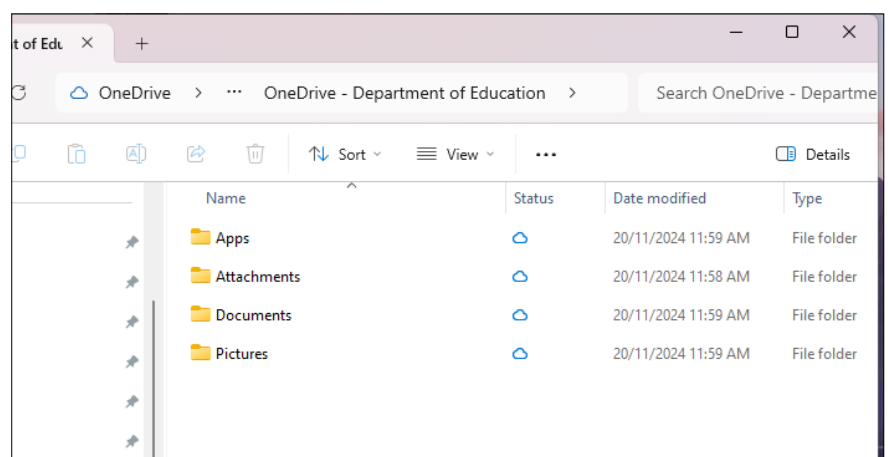 t of Edu
OneDrive > ... OneDrive - Department of Education > Search OneDrive - Departme
Sort View ... Details
Name Status Date modified Type
Apps 20/11/2024 11:59 AM File folder
Attachments 20/11/2024 11:58 AM File folder
Documents 20/11/2024 11:59 AM File folder
Pictures 20/11/2024 11:59 AM File folder